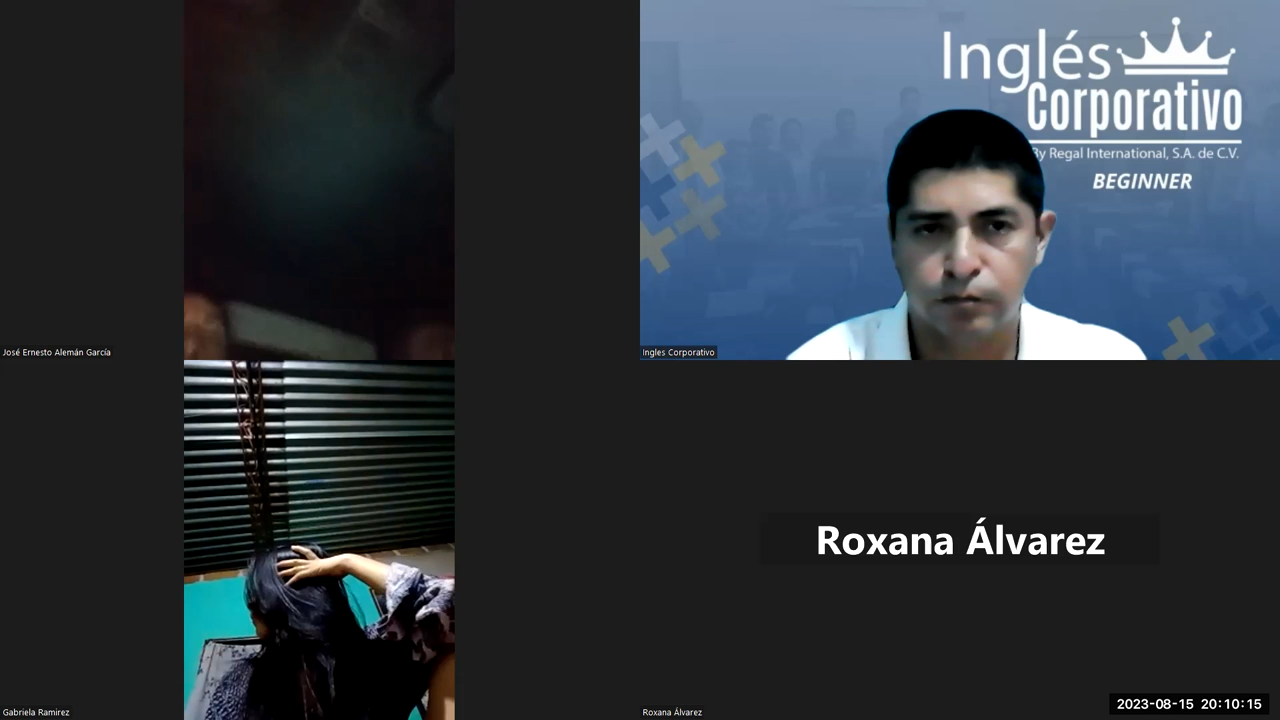 Inglés
Corporativo
By Regal International, S.A. de C.V.
BEGINNER
José Ernesto Alemán García
Ingles Corporativo
Roxana Álvarez
Gabriela Ramirez
Roxana Álvarez
2023-08-15 20:10:15